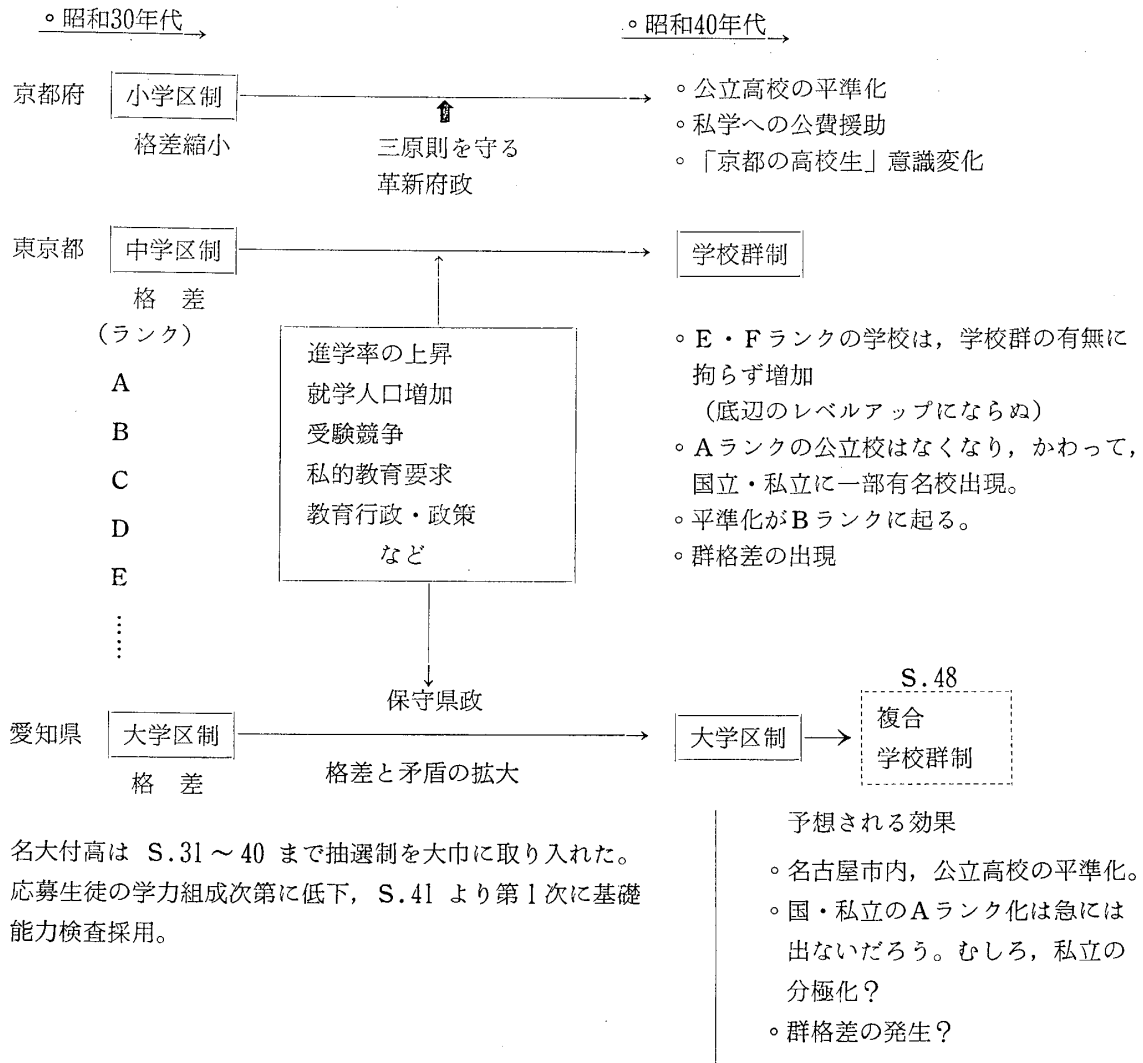 ∘昭和30年代
∘昭和40年代
京都府
小学区制
格差縮小
三原則を守る
革新府政
∘公立高校の平準化
∘私学への公費援助
∘「京都の高校生」意識変化
東京都
中学区制
格 差
(ランク)
A
B
C
D
E
……
進学率の上昇
就学人口増加
受験競争
私的教育要求
教育行政・政策
など
学校群制
∘E・Fランクの学校は,学校群の有無に
拘らず増加
(底辺のレベルアップにならぬ)
∘Aランクの公立校はなくなり,かわって,
国立・私立に一部有名校出現。
∘平準化がBランクに起る。
∘群格差の出現
保守県政
愛知県
大学区制
格 差
格差と矛盾の拡大
大学区制
S.48
複合
学校群制
名大付高は S.31~40 まで抽選制を大巾に取り入れた。
応募生徒の学力組成次第に低下, S.41 より第1次に基礎
能力検査採用。
予想される効果
∘名古屋市内,公立高校の平準化。
∘国・私立のAランク化は急には
出ないだろう。むしろ,私立の
分極化?
∘群格差の発生?